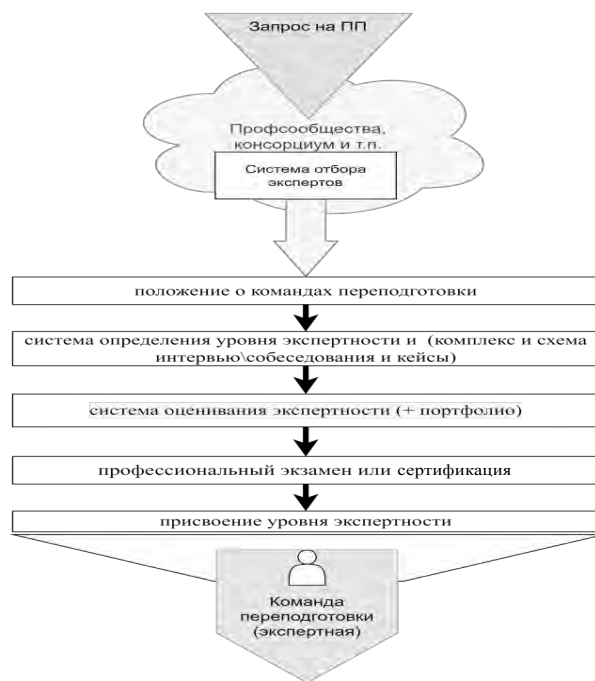 Запрос на ПП
Профсообщества,
консорциум и т.п.
Система отбора
экспертов
положение о командах переподготовки
система определения уровня экспертности и (комплекс и схема
интервью\собеседования и кейсы)
система оценивания экспертности (+ портфолио)
профессиональный экзамен или сертификация
присвоение уровня экспертности
Команда
переподготовки
(экспертная)